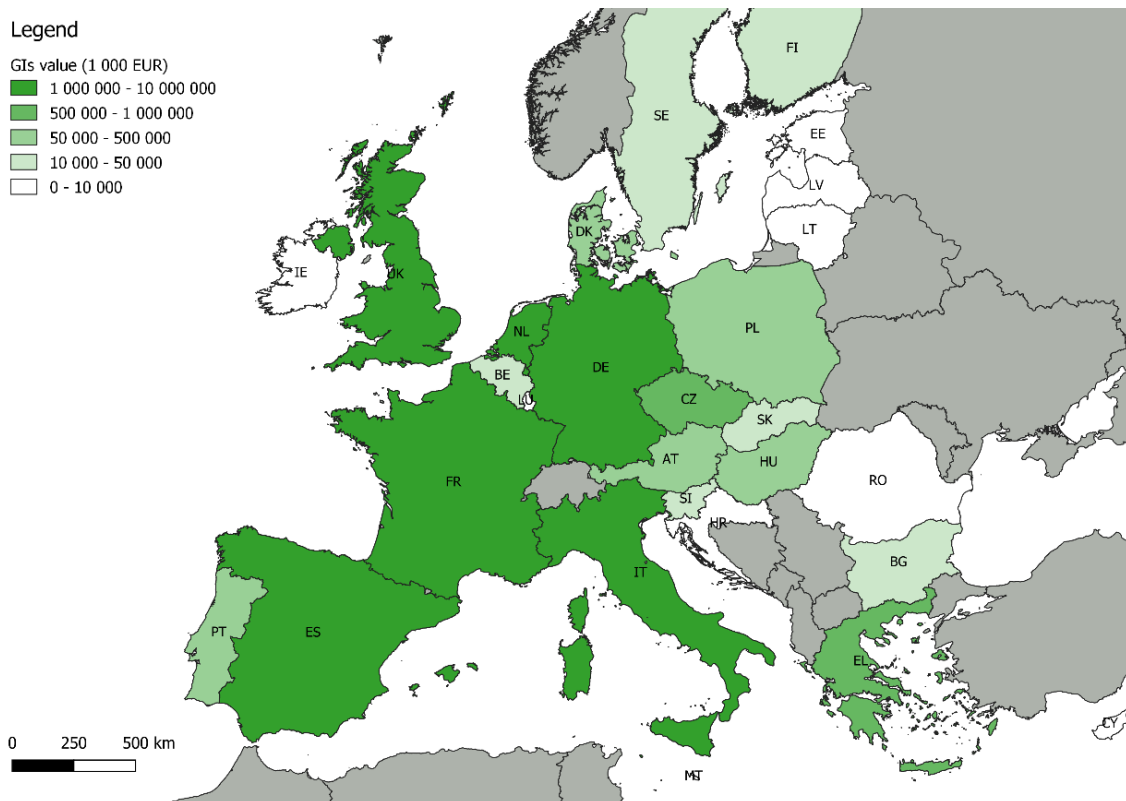 Legend
GIs value (1 000 EUR)
1 000 000 - 10 000 000
500 000 - 1 000 000
50 000 - 500 000
10 000 - 50 000
0 - 10 000
FI
SE
EE
LV
LT
DK
IE
UK
NL
PL
DE
BE
LU
CZ
SK
AT
HU
FR
RO
SI
HR
BG
IT
PT
ES
EL
CY
0 250 500 km